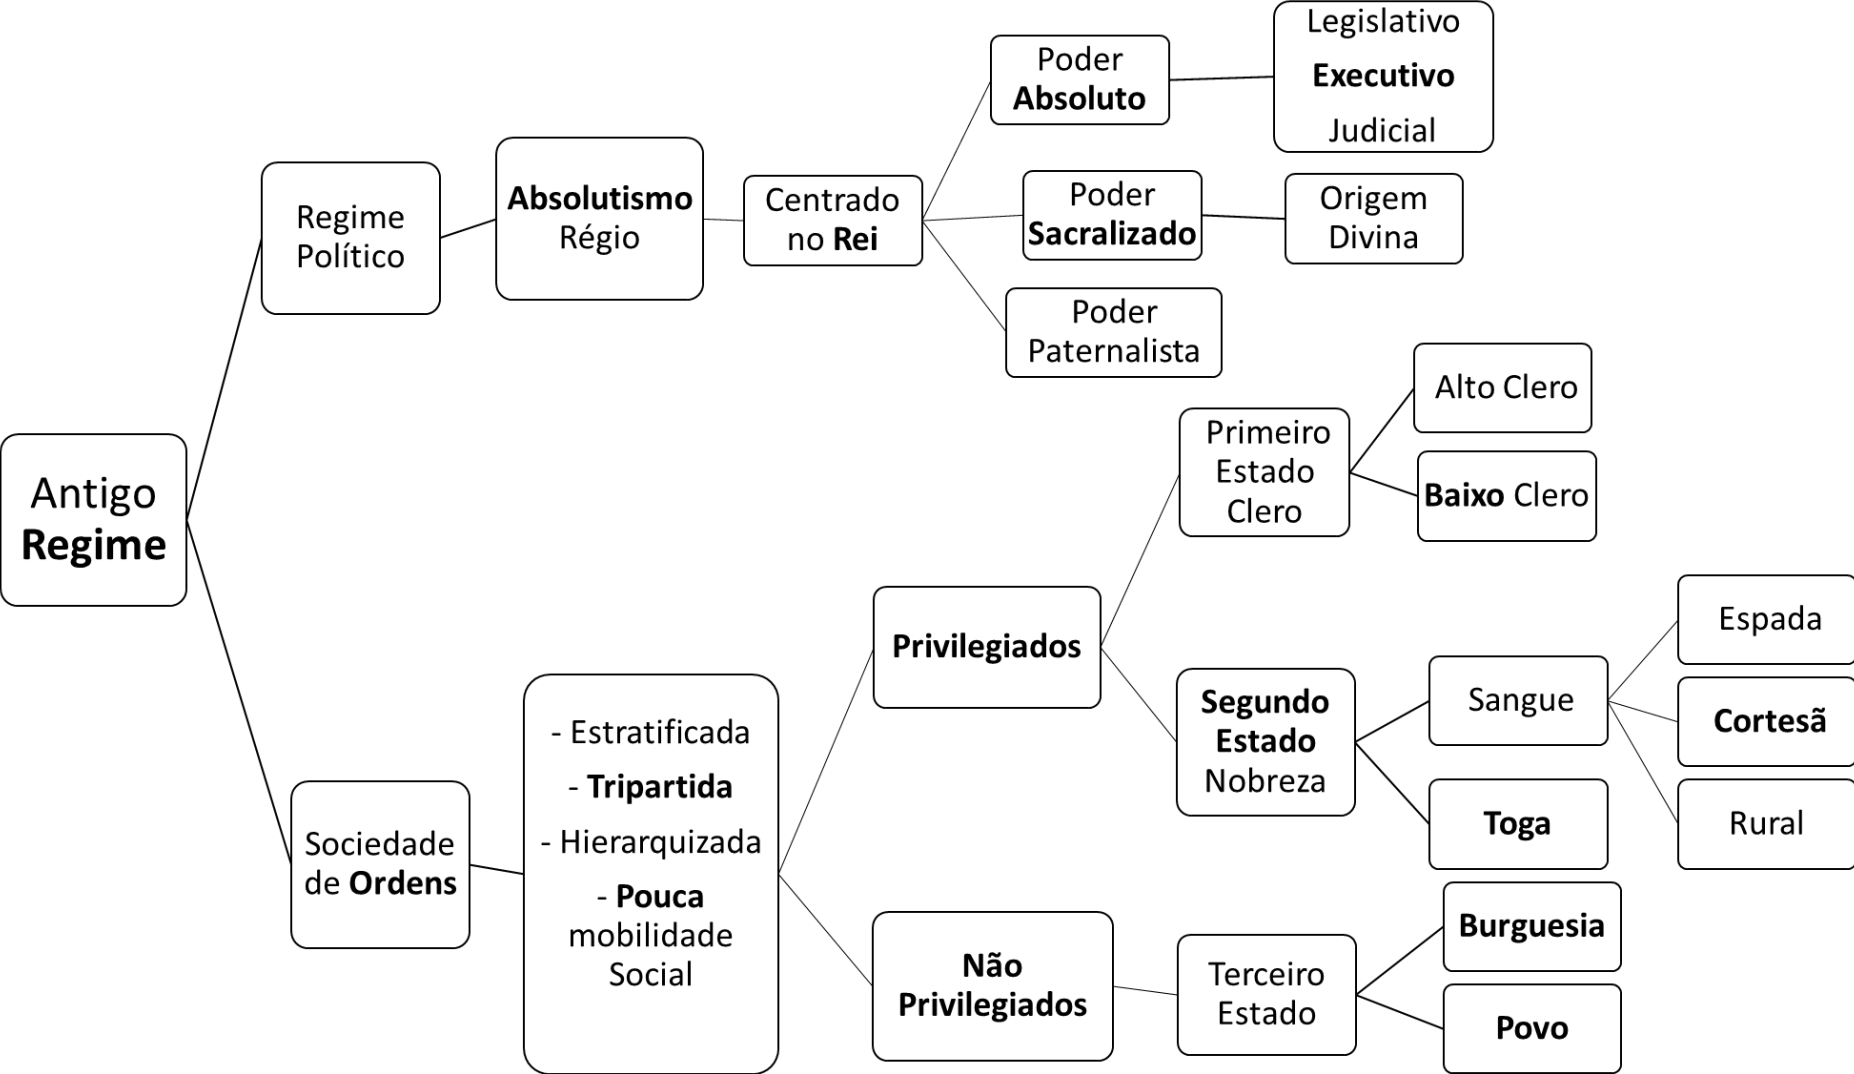 Antigo
Regime
Regime
Político
Absolutismo
Régio
Centrado
no Rei
Poder
Absoluto
Legislativo
Executivo
Judicial
Poder
Sacralizado
Origem
Divina
Poder
Paternalista
Sociedade
de Ordens
- Estratificada
- Tripartida
- Hierarquizada
- Pouca
mobilidade
Social
Privilegiados
Primeiro
Estado
Clero
Alto Clero
Baixo Clero
Segundo
Estado
Nobreza
Sangue
Espada
Cortesã
Rural
Toga
Não
Privilegiados
Terceiro
Estado
Burguesia
Povo